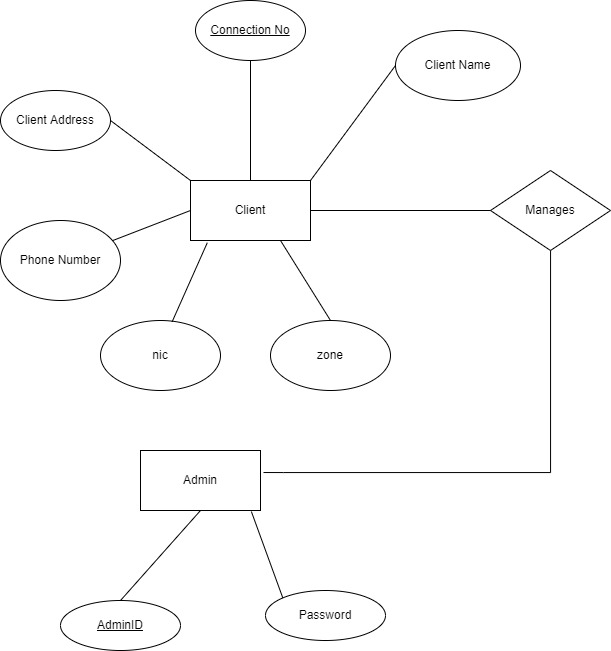 Connection No
Client Name
Client Address
Client
Manages
Phone Number
nic
zone
Admin
AdminID
Password